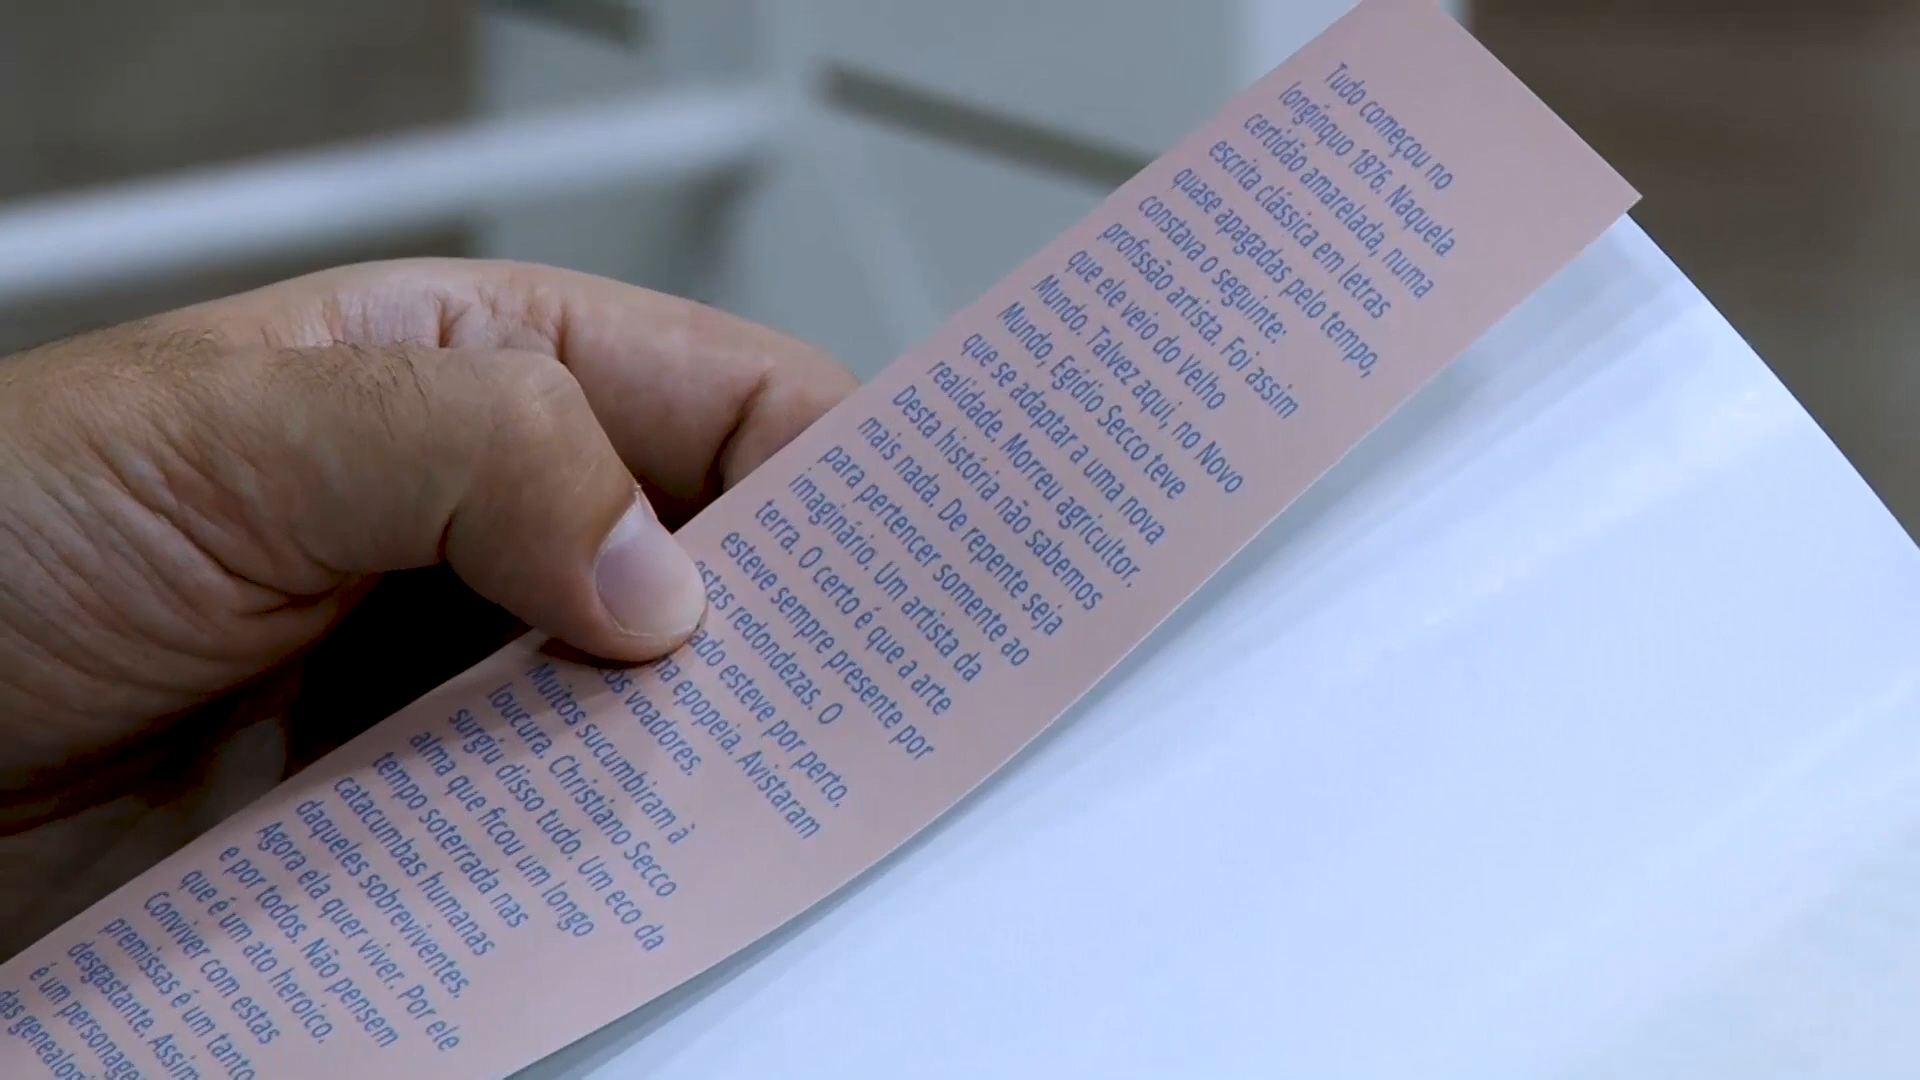 Tudo começou no
longínquo 1876. Naquela
certidão amarelada, numa
escrita clássica em letras
quase apagadas pelo tempo,
constava o seguinte:
profissão artista. Foi assim
que ele veio do Velho
Mundo. Talvez aqui, no Novo
Mundo, Egídio Secco teve
que se adaptar a uma nova
realidade. Morreu agricultor.
Desta história não sabemos
mais nada. De repente seja
para pertencer somente ao
imaginário. Um artista da
terra. O certo é que a arte
esteve sempre presente por
estas redondezas. O
esteve por perto.
epopeia. Avistaram
voadores.
Muitos sucumbiram à
loucura. Christiano Secco
surgiu disso tudo. Um eco da
alma que ficou um longo
tempo soterrada nas
catacumbas humanas
daqueles sobreviventes.
Agora ela quer viver. Por ele
e por todos. Não pensem
que é um ato heroico.
Conviver com estas
premissas é um tanto
desgastante. Assim
é um personagem
das